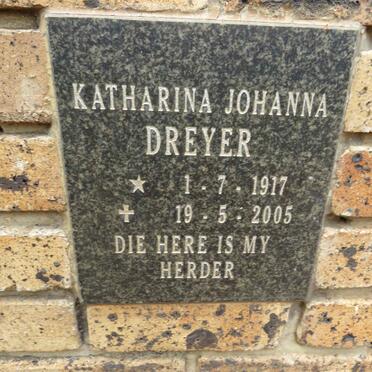 KATHARINA JOHANNA
DREYER
★ 1 - 7 - 1917
✝ 19 - 5 - 2005
DIE HERE IS MY
HERDER